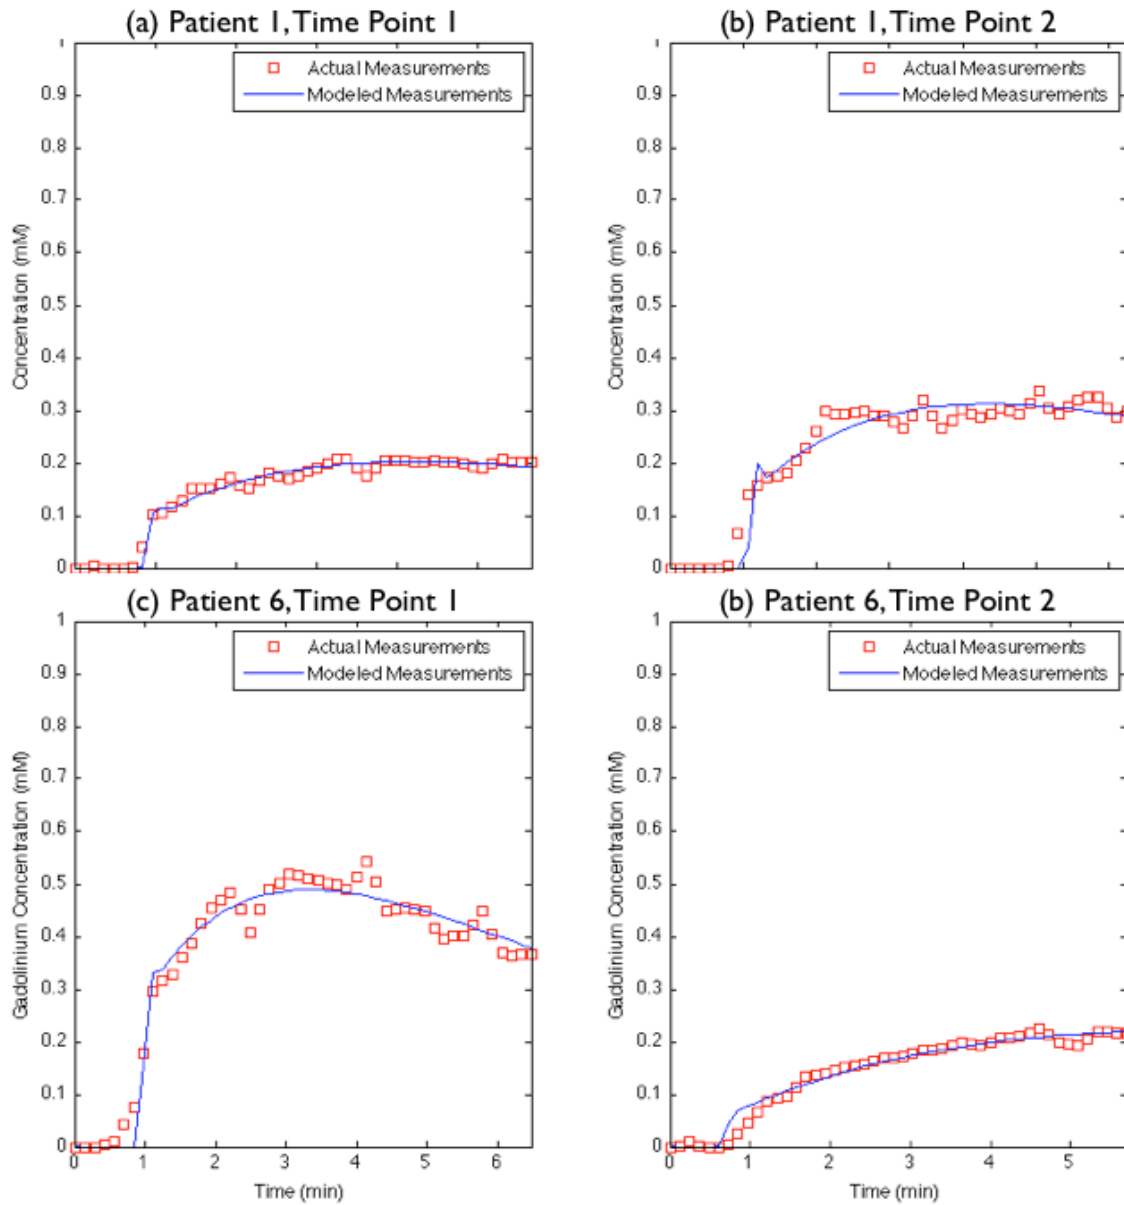 (a) Patient 1, Time Point 1
1
Actual Measurements
Modeled Measurements
0.9
0.8
0.7
0.6
0.5
0.4
0.3
0.2
0.1
0
Concentration (mM)
(b) Patient 1, Time Point 2
1
Actual Measurements
Modeled Measurements
0.9
0.8
0.7
0.6
0.5
0.4
0.3
0.2
0.1
0
Concentration (mM)
(c) Patient 6, Time Point 1
1
Actual Measurements
Modeled Measurements
0.9
0.8
0.7
0.6
0.5
0.4
0.3
0.2
0.1
0
Gadolinium Concentration (mM)
0 1 2 3 4 5 6
Time (min)
(b) Patient 6, Time Point 2
1
Actual Measurements
Modeled Measurements
0.9
0.8
0.7
0.6
0.5
0.4
0.3
0.2
0.1
0
Gadolinium Concentration (mM)
0 1 2 3 4 5
Time (min)